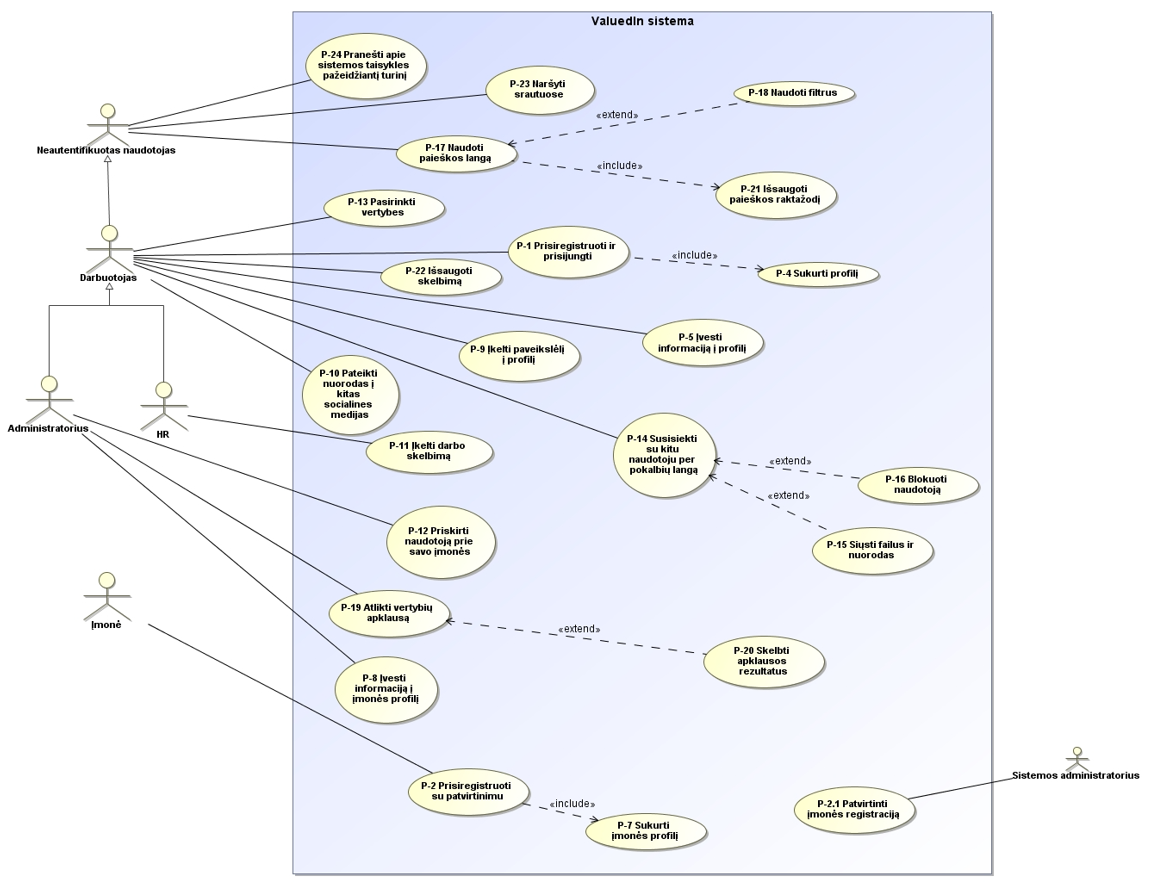 ValuedIn sistema
P-24 Pranešti apie
sistemos taisykles
pažeidžiantį turinį
P-23 Naršyti
srautuose
P-18 Naudoti filtrus
«extend»
Neautentifikuotas naudotojas
P-17 Naudoti
paieškos langą
«include»
P-21 Išsaugoti
paieškos raktažodį
P-13 Pasirinkti
vertybes
P-1 Prisiregistruoti ir
prisijungti
«include»
P-4 Sukurti profilį
Darbuotojas
P-22 Išsaugoti
skelbimą
P-5 Įvesti
informaciją į profilį
P-9 Įkelti paveikslėlį
į profilį
P-10 Pateikti
nuorodas į
kitas
socialines
medijas
Administratorius
HR
P-11 Įkelti darbo
skelbimą
P-14 Susisiekti
su kitu
naudotoju per
pokalbių langą
«extend»
P-16 Blokuoti
naudotoją
«extend»
P-15 Siųsti failus ir
nuorodas
P-12 Priskirti
naudotoją prie
savo įmonės
Įmonė
P-19 Atlikti vertybių
apklausą
«extend»
P-20 Skelbti
apklausos
rezultatus
P-8 Įvesti
informaciją į
įmonės profilį
P-2 Prisiregistruoti
su patvirtinimu
«include»
P-7 Sukurti
įmonės profilį
Sistemos administratorius
P-2.1 Patvirtinti
įmonės registraciją